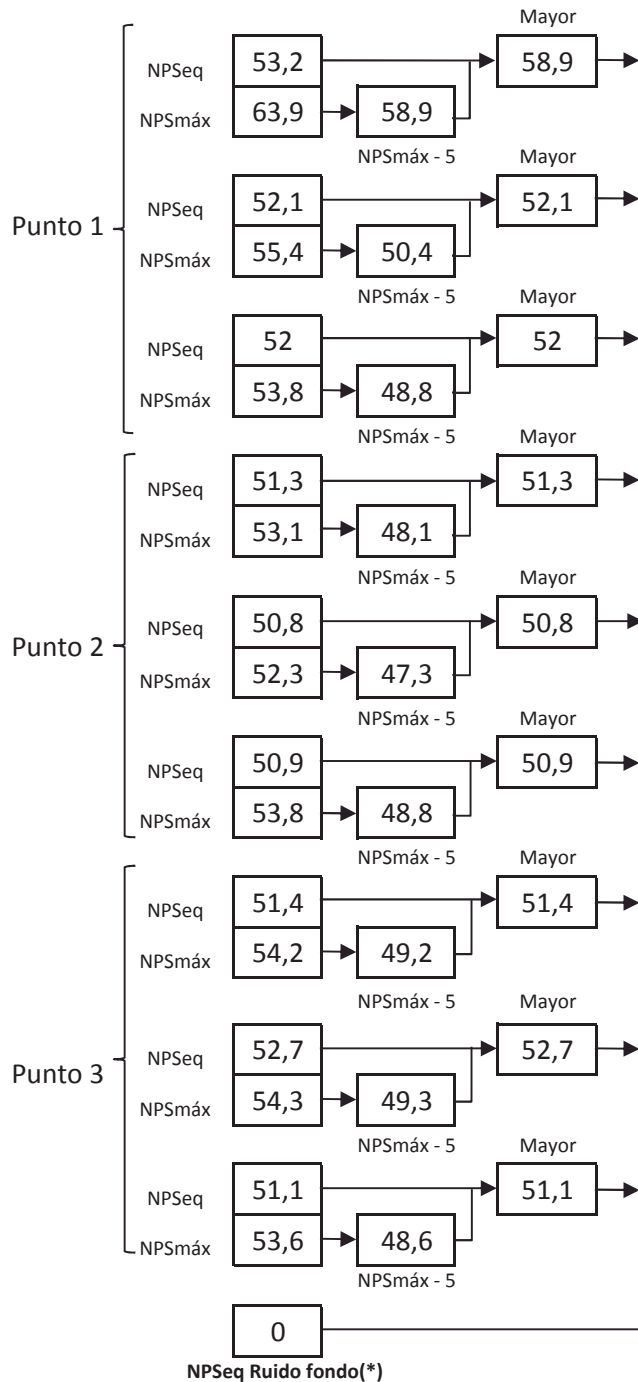 Mayor
NPSeq 53,2 58,9
NPSmáx 63,9 58,9
NPSmáx - 5
Mayor
NPSeq 52,1 52,1
Punto 1
NPSmáx 55,4 50,4
NPSmáx - 5
Mayor
NPSeq 52 52
NPSmáx 53,8 48,8
NPSmáx - 5
Mayor
NPSeq 51,3 51,3
NPSmáx 53,1 48,1
NPSmáx - 5
Mayor
NPSeq 50,8 50,8
Punto 2
NPSmáx 52,3 47,3
NPSmáx - 5
Mayor
NPSeq 50,9 50,9
NPSmáx 53,8 48,8
NPSmáx - 5
Mayor
NPSeq 51,4 51,4
NPSmáx 54,2 49,2
NPSmáx - 5
Mayor
NPSeq 52,7 52,7
Punto 3
NPSmáx 54,3 49,3
NPSmáx - 5
Mayor
NPSeq 51,1 51,1
NPSmáx 53,6 48,6
NPSmáx - 5
0
NPSeq Ruido fondo(*)